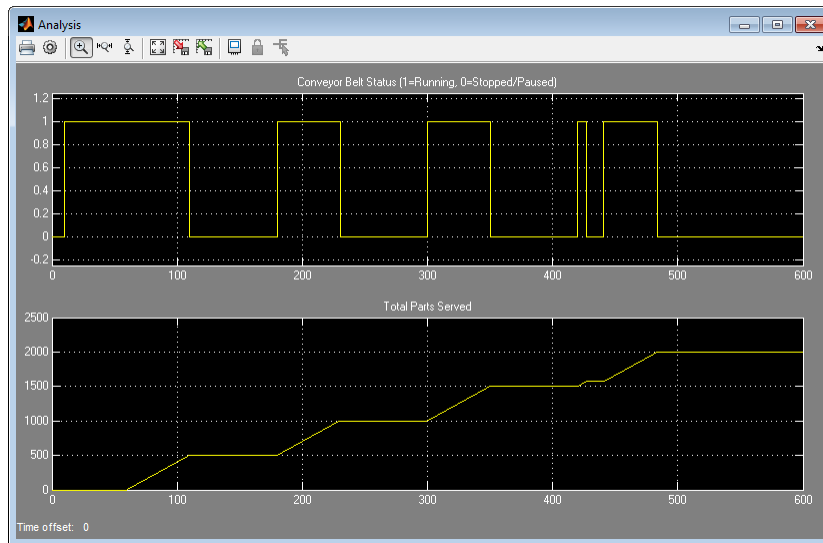 Analysis
Conveyor Belt Status (1=Running, 0=Stopped/Paused)
1.2
1
0.8
0.6
0.4
0.2
0
-0.2
0 100 200 300 400 500 600
Total Parts Served
2500
2000
1500
1000
500
0
0 100 200 300 400 500 600
Time offset: 0